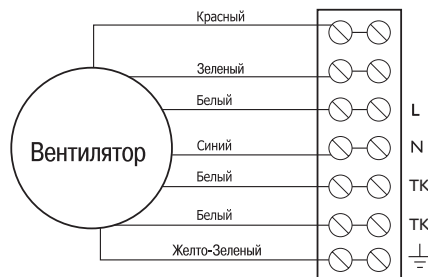 Красный
Зеленый
Белый
L
Вентилятор
Синий
N
Белый
TK
Белый
TK
Желто-Зеленый